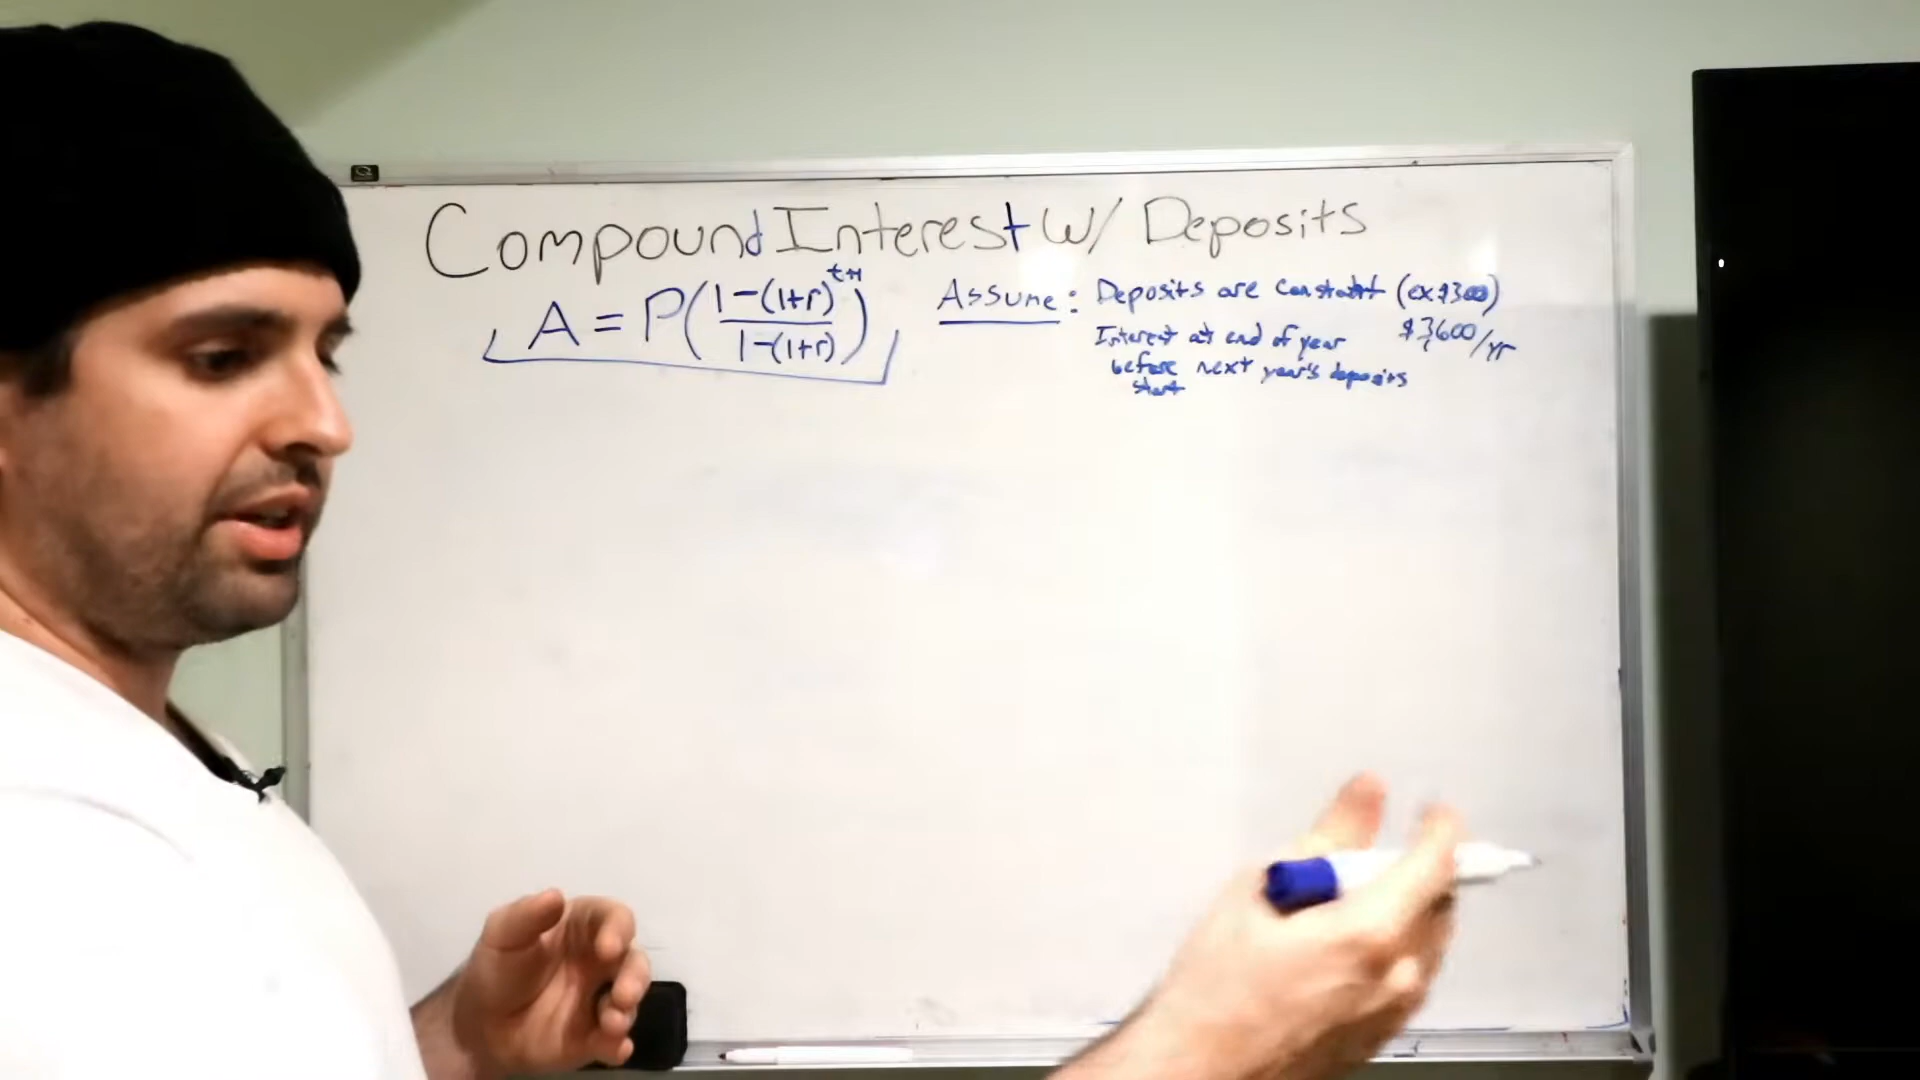 Compound Interest w/ Deposits
A = P(1-(1+r)^t+1 / 1-(1+r))
Assume: Deposits are constant (ex $300)
$3600/yr
Interest at end of year
before next year's deposits
start